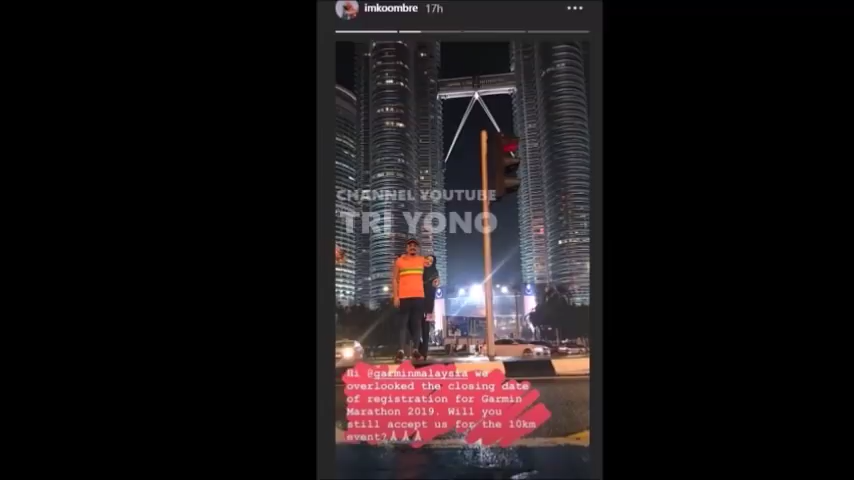 imkoombre 17h
CHANNEL YOUTUBE
TRI YONO
Hi @garminmalaysia we
overlooked the closing date
of registration for Garmin
Marathon 2019. Will you
still accept us for the 10km
event?